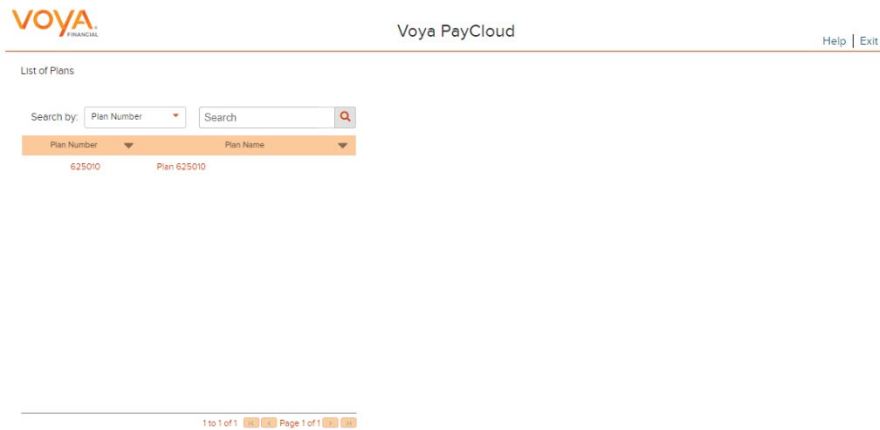 VOYA.
FINANCIAL
Voya PayCloud
Help | Exit
List of Plans
Search by: Plan Number Search
Plan Number Plan Name
625010 Plan 625010
1 to 1 of 1 Page 1 of 1